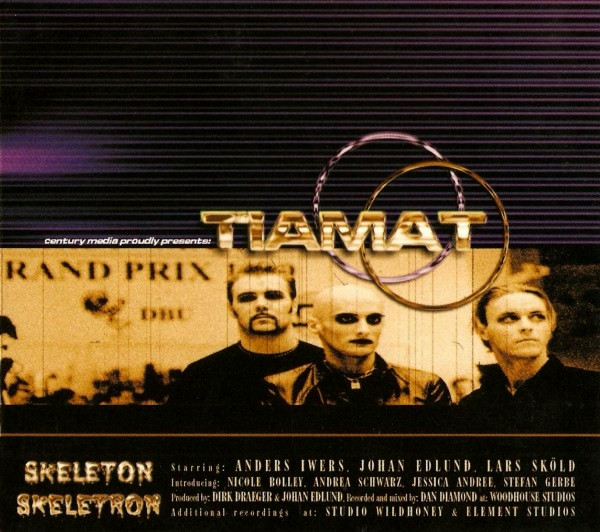 TIAMAT
century media proudly presents:
RAND PRIX
DBU
SKELETON
SKELETRON
Starring: ANDERS IWERS, JOHAN EDLUND, LARS SKÖLD
Introducing: NICOLE BOLLEY, ANDREA SCHWARZ, JESSICA ANDREE, STEFAN GERBE
Produced by: DIRK DRAEGER & JOHAN EDLUND, Recorded and mixed by: DAN DIAMOND at: WOODHOUSE STUDIOS
Additional recordings at: STUDIO WILDHONEY & ELEMENT STUDIOS